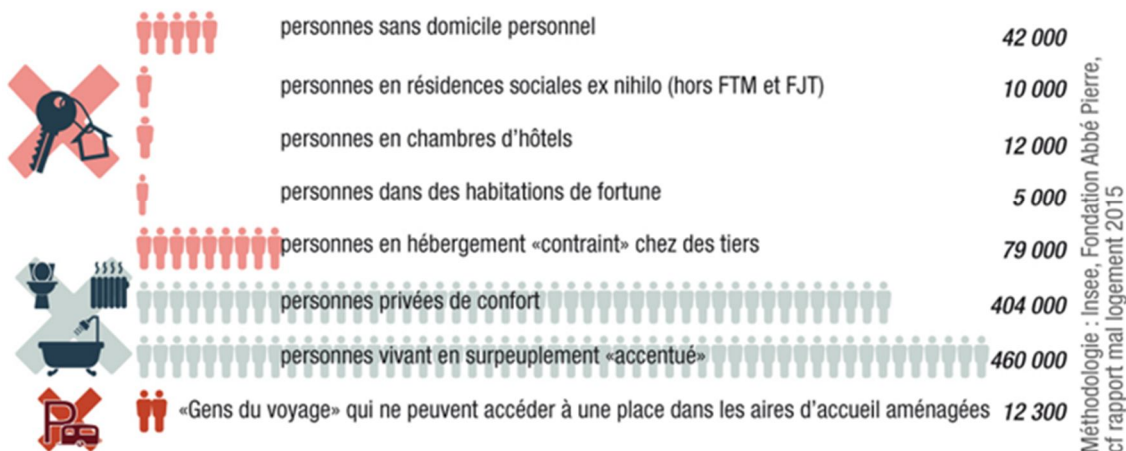 personnes sans domicile personnel 42 000
personnes en résidences sociales ex nihilo (hors FTM et FJT) 10 000
personnes en chambres d'hôtels 12 000
personnes dans des habitations de fortune 5 000
personnes en hébergement «contraint» chez des tiers 79 000
personnes privées de confort 404 000
personnes vivant en surpeuplement «accentué» 460 000
«Gens du voyage» qui ne peuvent accéder à une place dans les aires d'accueil aménagées 12 300
Méthodologie : Insee, Fondation Abbé Pierre,
cf rapport mal logement 2015